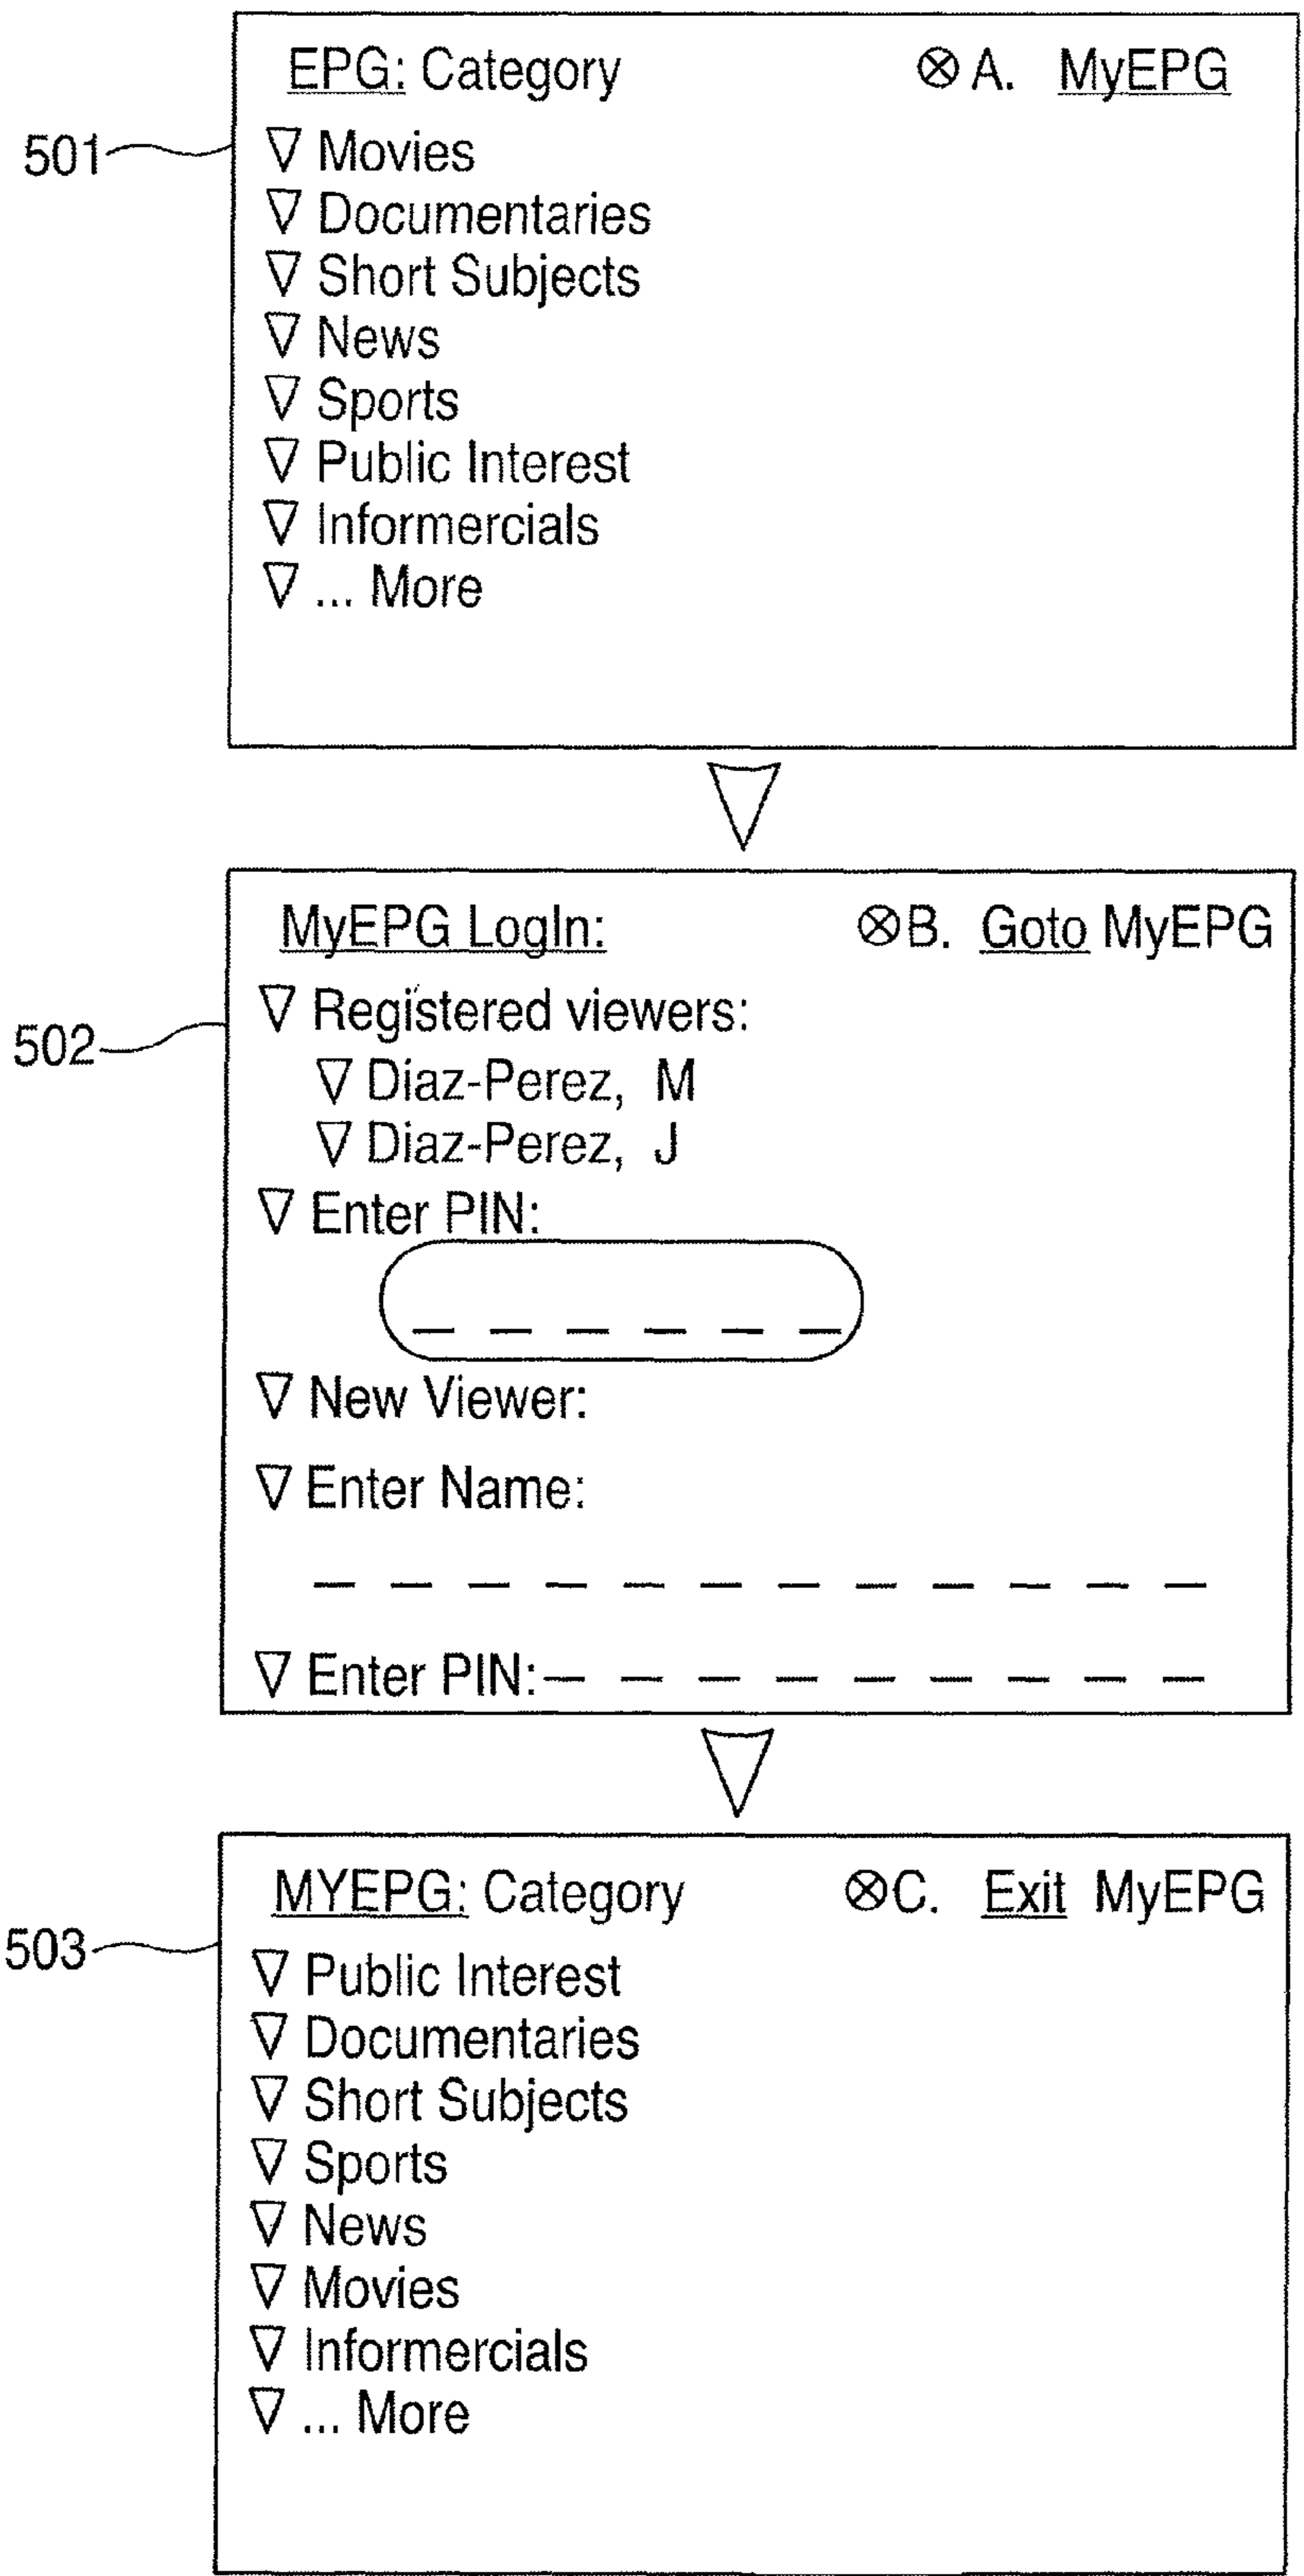 EPG: Category ⊗ A. MyEPG
501
▽ Movies
▽ Documentaries
▽ Short Subjects
▽ News
▽ Sports
▽ Public Interest
▽ Informercials
▽ ... More
MyEPG LogIn: ⊗B. Goto MyEPG
502
▽ Registered viewers:
▽ Diaz-Perez, M
▽ Diaz-Perez, J
▽ Enter PIN:
_ _ _ _ _ _
▽ New Viewer:
▽ Enter Name:
_ _ _ _ _ _ _ _ _ _ _ _
▽ Enter PIN: _ _ _ _ _ _ _ _ _
MYEPG: Category ⊗C. Exit MyEPG
503
▽ Public Interest
▽ Documentaries
▽ Short Subjects
▽ Sports
▽ News
▽ Movies
▽ Informercials
▽ ... More